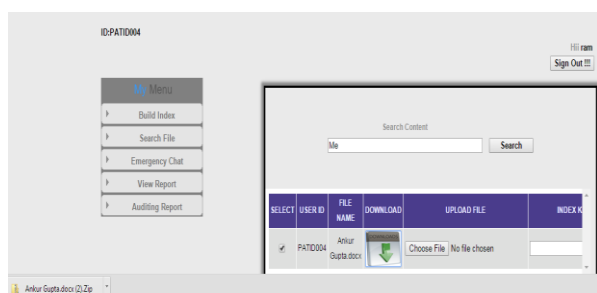 ID:PATID004
Hii ram
Sign Out !!!
Menu
Build Index
Search File
Emergency Chat
View Report
Auditing Report
Search Content
Me
Search
SELECT USER ID FILE NAME DOWNLOAD UPLOAD FILE INDEX K
PATID004 Ankur Gupta.docx Choose File No file chosen
Ankur Gupta.docx (2).Zip